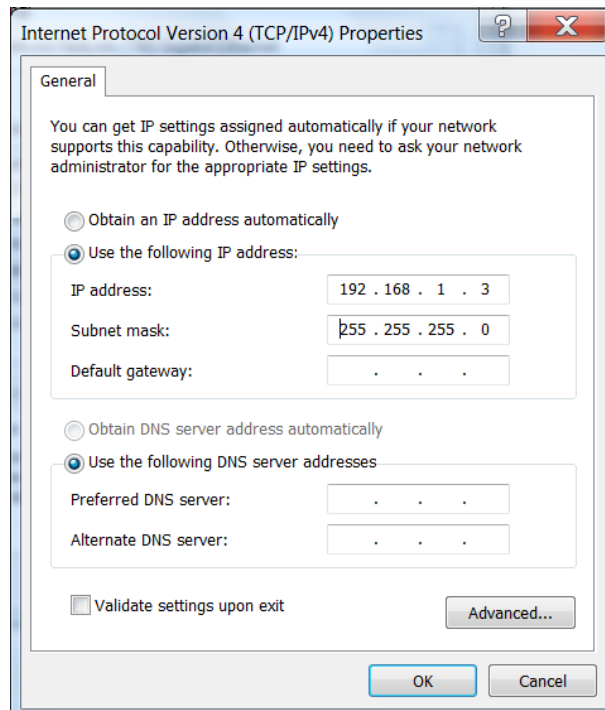 Internet Protocol Version 4 (TCP/IPv4) Properties
General
You can get IP settings assigned automatically if your network
supports this capability. Otherwise, you need to ask your network
administrator for the appropriate IP settings.
Obtain an IP address automatically
Use the following IP address:
IP address: 192 . 168 . 1 . 3
Subnet mask: 255 . 255 . 255 . 0
Default gateway: . . .
Obtain DNS server address automatically
Use the following DNS server addresses
Preferred DNS server: . . .
Alternate DNS server: . . .
Validate settings upon exit
Advanced...
OK Cancel